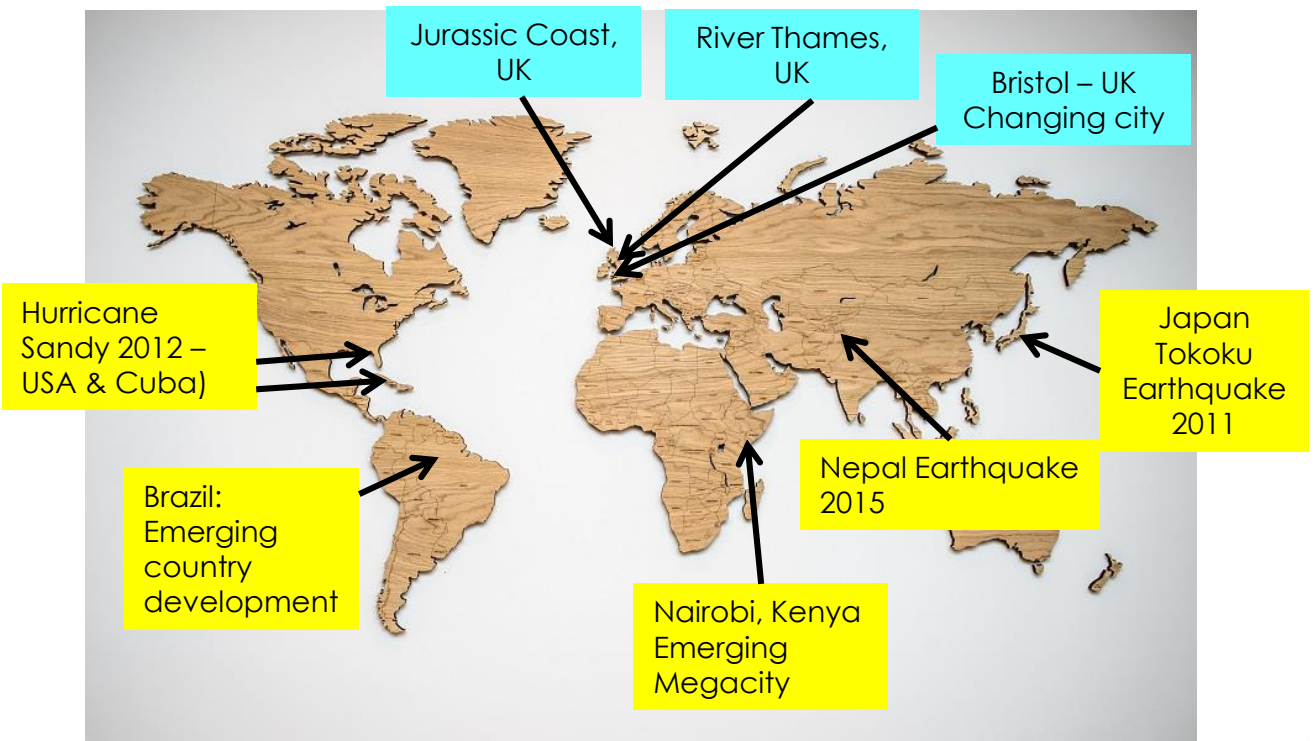 Jurassic Coast,
UK
River Thames,
UK
Bristol – UK
Changing city
Hurricane
Sandy 2012 –
USA & Cuba)
Japan
Tokoku
Earthquake
2011
Nepal Earthquake
2015
Brazil:
Emerging
country
development
Nairobi, Kenya
Emerging
Megacity